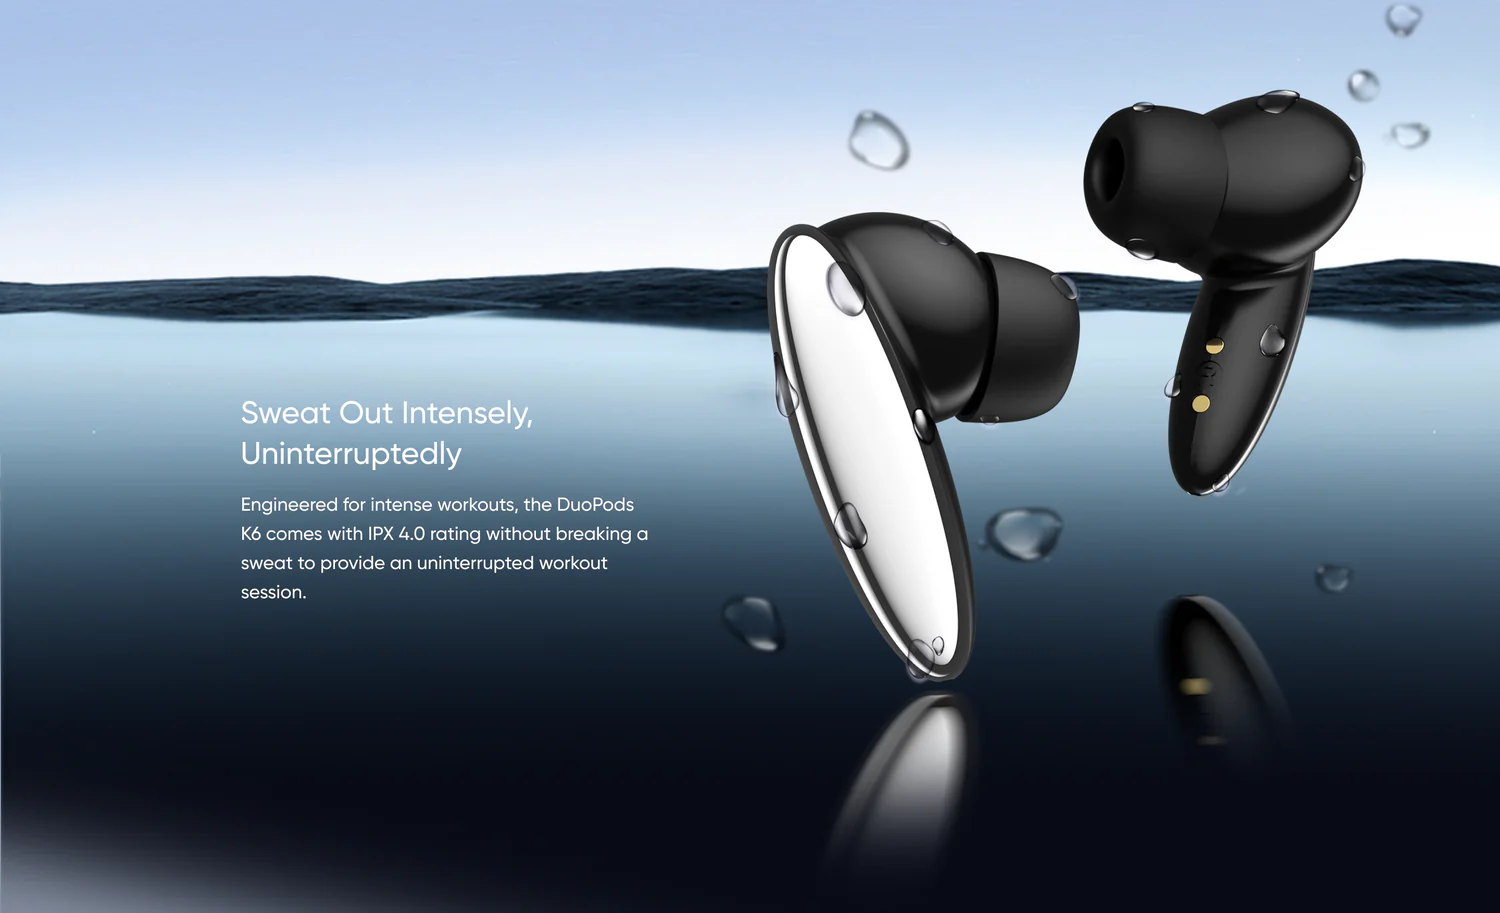 Sweat Out Intensely,
Uninterruptedly
Engineered for intense workouts, the DuoPods
K6 comes with IPX 4.0 rating without breaking a
sweat to provide an uninterrupted workout
session.